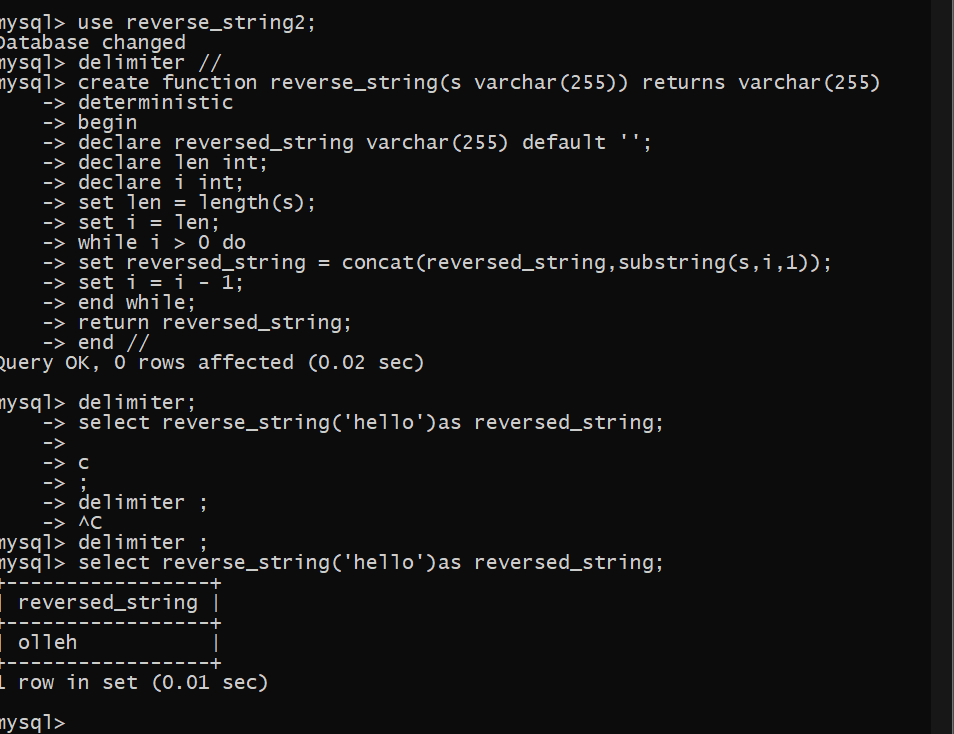 mysql> use reverse_string2;
Database changed
mysql> delimiter //
mysql> create function reverse_string(s varchar(255)) returns varchar(255)
    -> deterministic
    -> begin
    -> declare reversed_string varchar(255) default '';
    -> declare len int;
    -> declare i int;
    -> set len = length(s);
    -> set i = len;
    -> while i > 0 do
    -> set reversed_string = concat(reversed_string,substring(s,i,1));
    -> set i = i - 1;
    -> end while;
    -> return reversed_string;
    -> end //
Query OK, 0 rows affected (0.02 sec)

mysql> delimiter;
    -> select reverse_string('hello')as reversed_string;
    ->
    -> c
    -> ;
    -> delimiter ;
    -> ^C
mysql> delimiter ;
mysql> select reverse_string('hello')as reversed_string;
+-----------------+
| reversed_string |
+-----------------+
| olleh           |
+-----------------+
1 row in set (0.01 sec)

mysql>